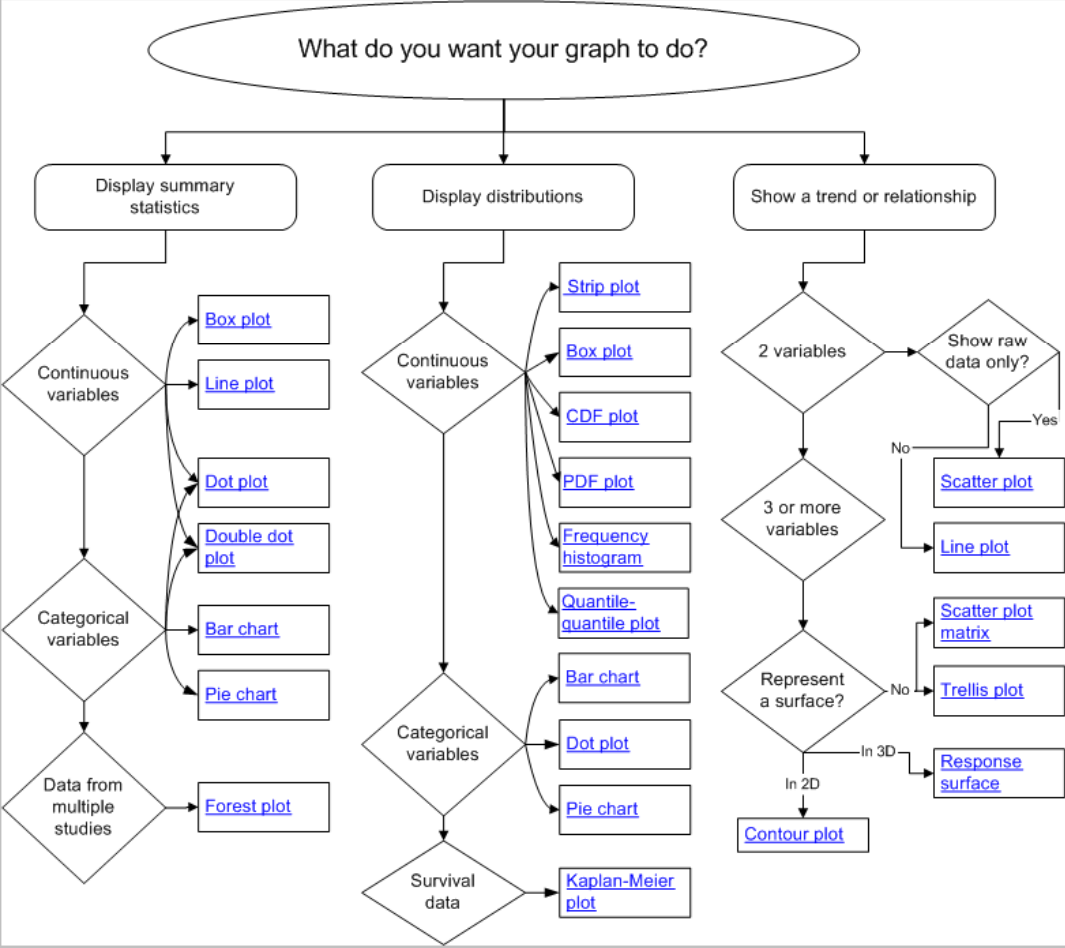 What do you want your graph to do?
Display summary
statistics
Display distributions
Show a trend or relationship
Continuous
variables
Box plot
Line plot
Dot plot
Double dot
plot
Categorical
variables
Bar chart
Pie chart
Data from
multiple
studies
Forest plot
Continuous
variables
Strip plot
Box plot
CDF plot
PDF plot
Frequency
histogram
Quantile-
quantile plot
Categorical
variables
Bar chart
Dot plot
Pie chart
Survival
data
Kaplan-Meier
plot
2 variables
Show raw
data only?
Yes
No
Scatter plot
Line plot
3 or more
variables
Represent
a surface?
No
Scatter plot
matrix
Trellis plot
In 3D
Response
surface
In 2D
Contour plot